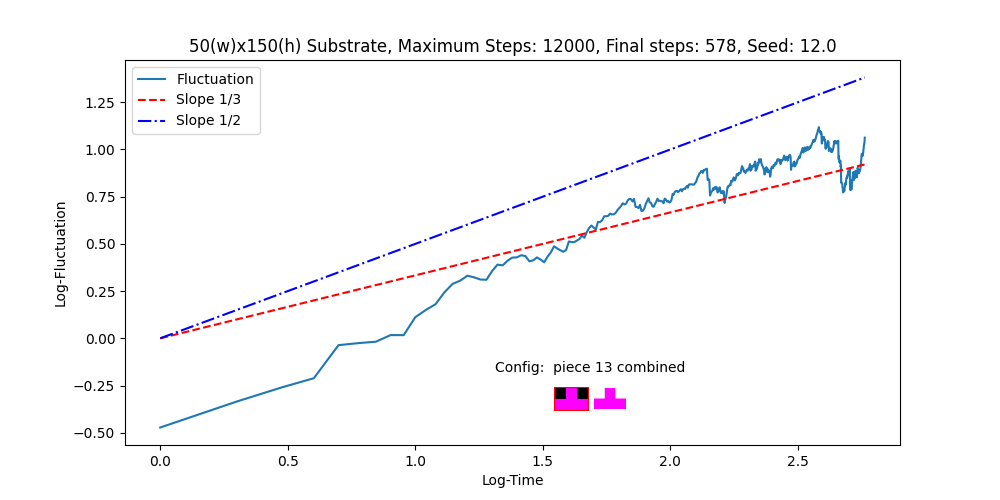 50(w)x150(h) Substrate, Maximum Steps: 12000, Final steps: 578, Seed: 12.0
Fluctuation
Slope 1/3
Slope 1/2
Log-Fluctuation
1.25
1.00
0.75
0.50
0.25
0.00
−0.25
−0.50
Config:  piece 13 combined
0.0 0.5 1.0 1.5 2.0 2.5
Log-Time